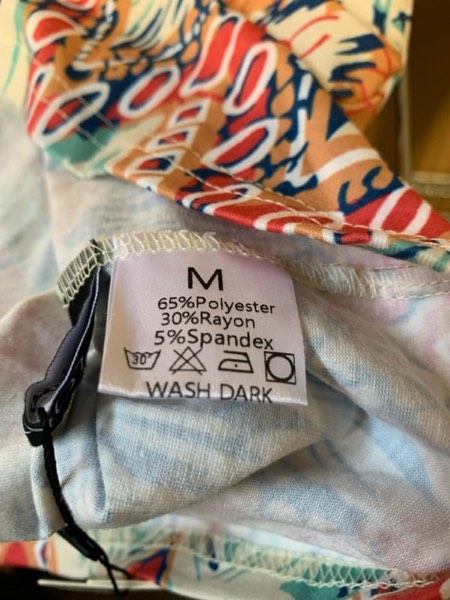 M
65%Polyester
30%Rayon
5%Spandex
30°
WASH DARK